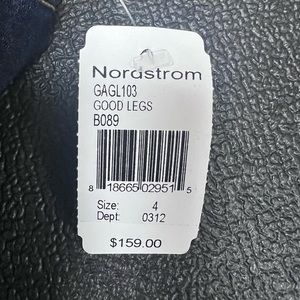 Nordstrom
GAGL103
GOOD LEGS
B089
8 18665 02951 5
Size: 4
Dept: 0312
$159.00